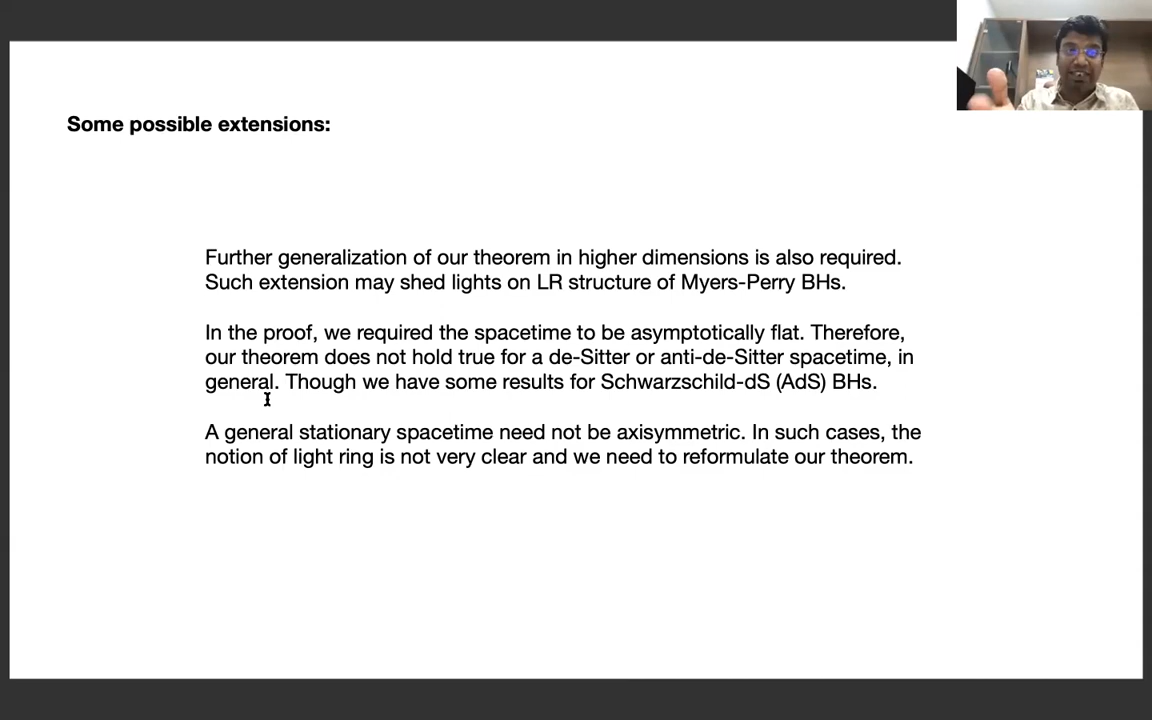 Some possible extensions:
Further generalization of our theorem in higher dimensions is also required.
Such extension may shed lights on LR structure of Myers-Perry BHs.
In the proof, we required the spacetime to be asymptotically flat. Therefore,
our theorem does not hold true for a de-Sitter or anti-de-Sitter spacetime, in
general. Though we have some results for Schwarzschild-dS (AdS) BHs.
A general stationary spacetime need not be axisymmetric. In such cases, the
notion of light ring is not very clear and we need to reformulate our theorem.